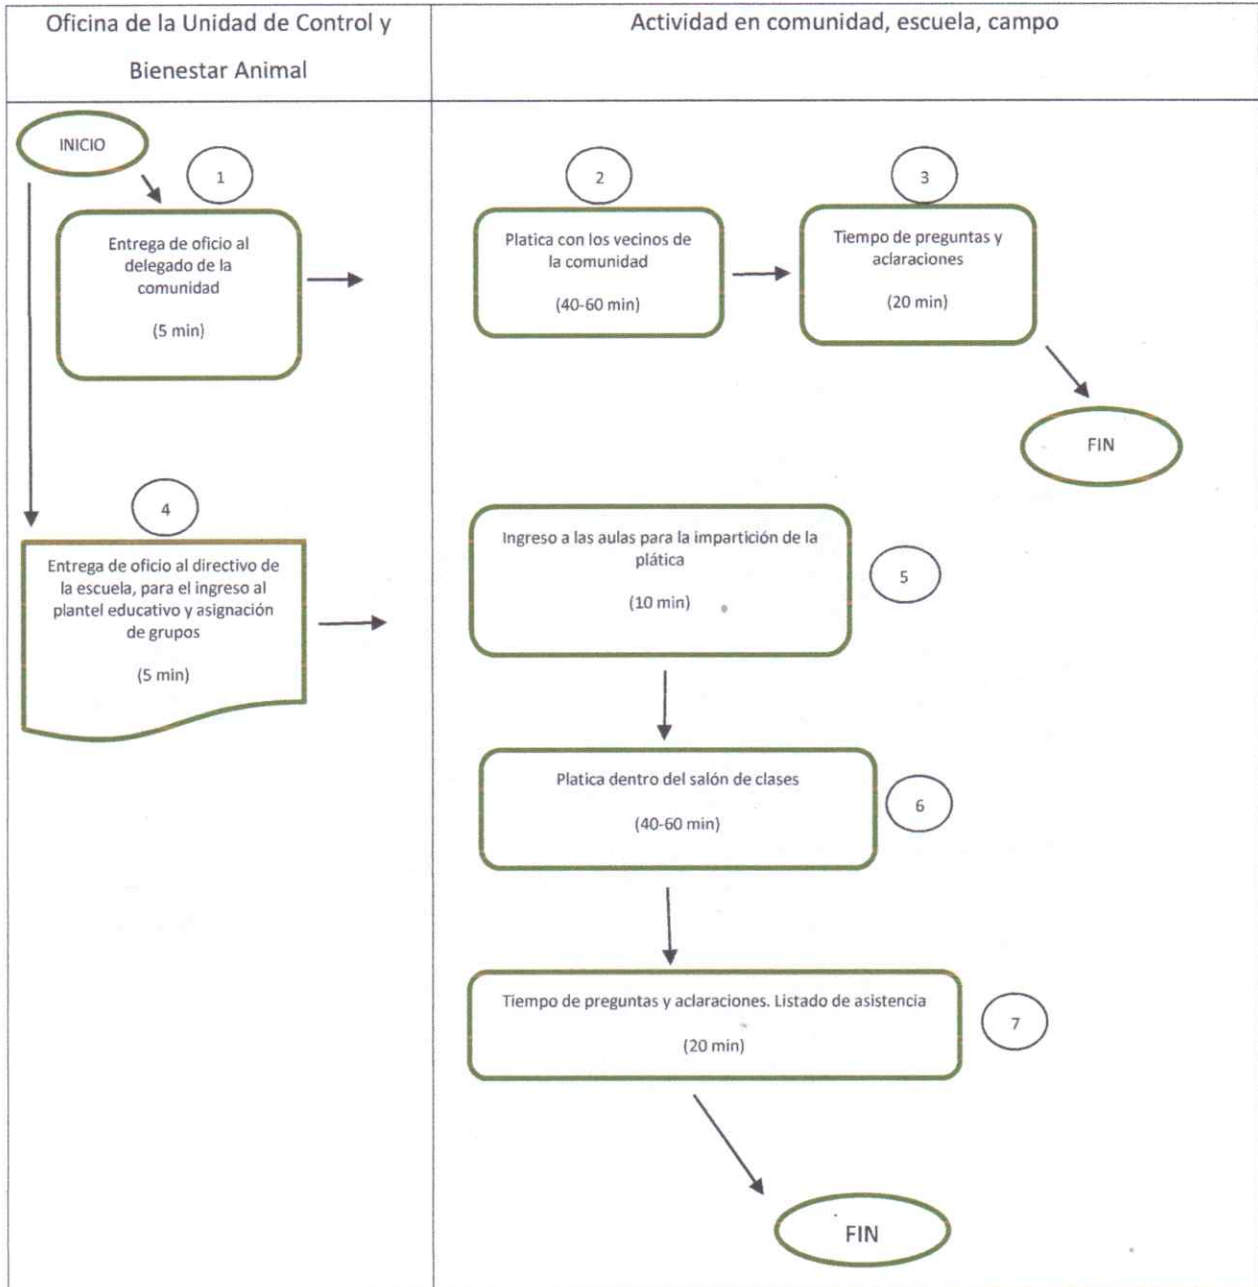 Oficina de la Unidad de Control y
Bienestar Animal
Actividad en comunidad, escuela, campo
INICIO
1
Entrega de oficio al
delegado de la
comunidad
(5 min)
2
Platica con los vecinos de
la comunidad
(40-60 min)
3
Tiempo de preguntas y
aclaraciones
(20 min)
FIN
4
Entrega de oficio al directivo de
la escuela, para el ingreso al
plantel educativo y asignación
de grupos
(5 min)
Ingreso a las aulas para la impartición de la
plática
(10 min)
5
Platica dentro del salón de clases
(40-60 min)
6
Tiempo de preguntas y aclaraciones. Listado de asistencia
(20 min)
7
FIN